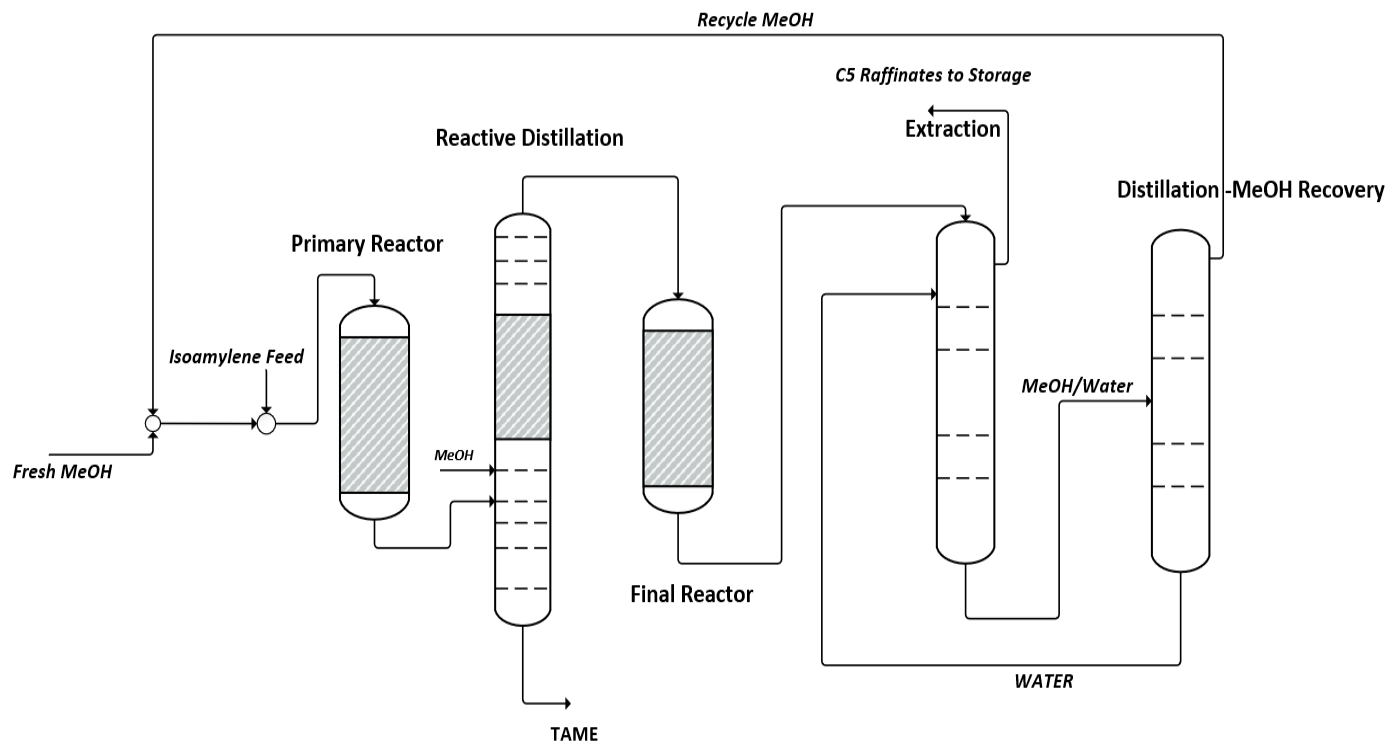 Recycle MeOH
C5 Raffinates to Storage
Extraction
Reactive Distillation
Distillation -MeOH Recovery
Primary Reactor
Isoamylene Feed
MeOH/Water
MeOH
Fresh MeOH
Final Reactor
WATER
TAME